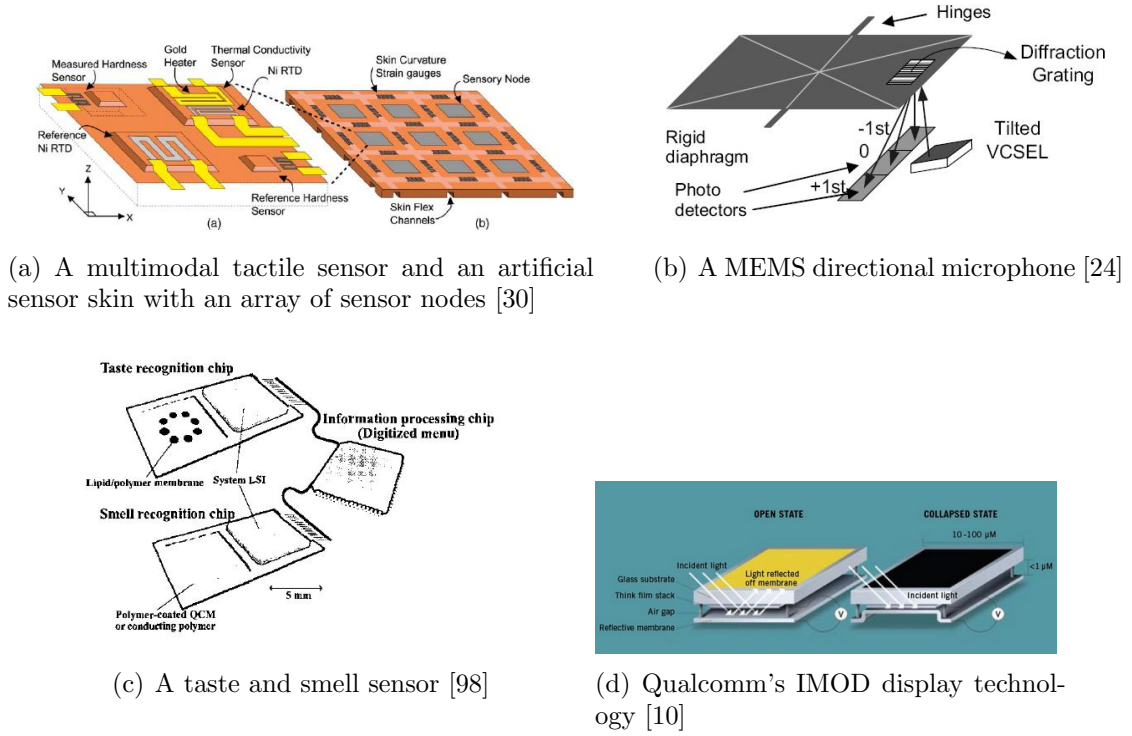 Measured Hardness
Sensor
Gold
Heater
Thermal Conductivity
Sensor
Ni RTD
Skin Curvature
Strain gauges
Sensory Node
Reference
Ni RTD
Z
Y
X
Reference Hardness
Sensor
(a)
Skin Flex
Channels
(b)
Hinges
Diffraction
Grating
Rigid
diaphragm
-1st
0
+1st
Tilted
VCSEL
Photo
detectors
(a) A multimodal tactile sensor and an artificial
sensor skin with an array of sensor nodes [30]
(b) A MEMS directional microphone [24]
Taste recognition chip
Information processing chip
(Digitized menu)
Lipid/polymer membrane
System LSI
Smell recognition chip
5 mm
Polymer-coated QCM
or conducting polymer
(c) A taste and smell sensor [98]
OPEN STATE
COLLAPSED STATE
10-100 µM
<1 µM
Incident light
Light reflected
off membrane
Glass substrate
Think film stack
Air gap
Reflective membrane
Incident light
V
V
(d) Qualcomm's IMOD display technol-
ogy [10]